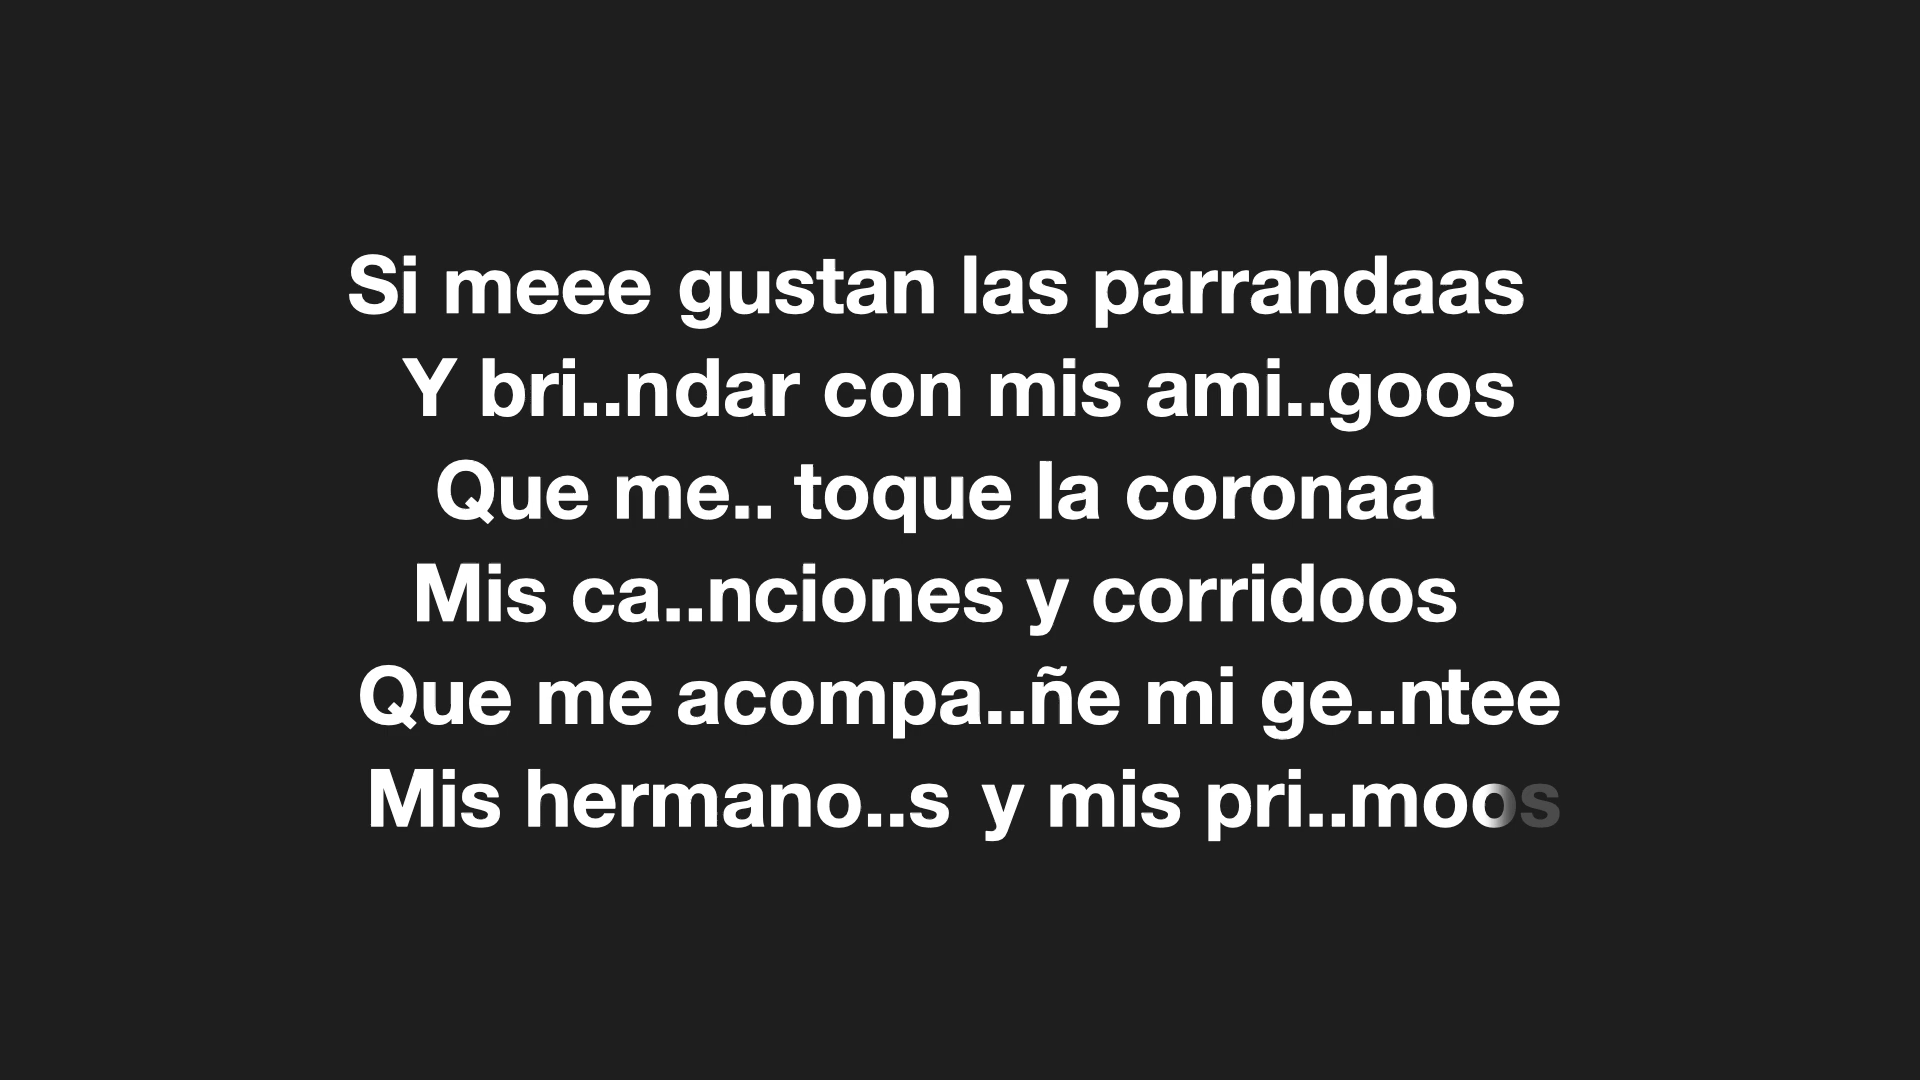 Si meee gustan las parrandaas
Y bri..ndar con mis ami..goos
Que me.. toque la coronaa
Mis ca..nciones y corridoos
Que me acompa..ñe mi ge..ntee
Mis hermano..s y mis pri..moos